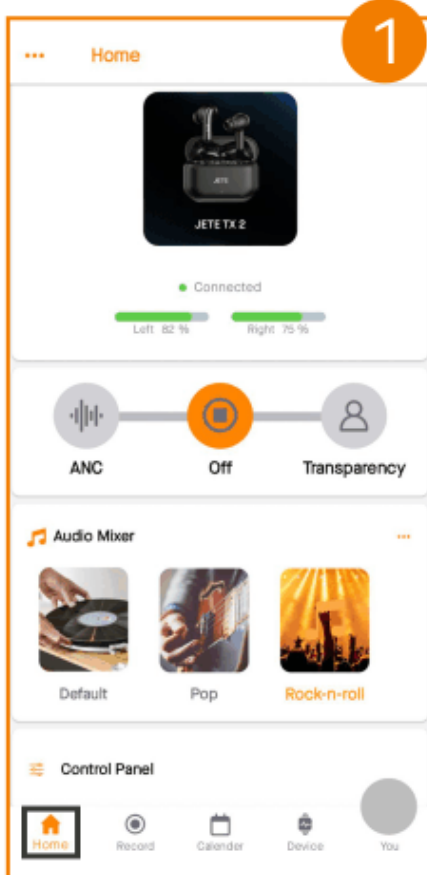 1
Home
JETE
JETE TX 2
Connected
Left 82 % Right 75 %
ANC Off Transparency
Audio Mixer
Default Pop Rock-n-roll
Control Panel
Home Record Calender Device You